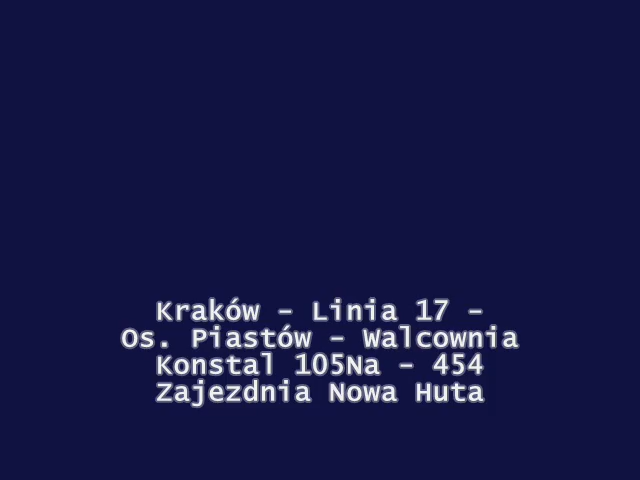 Kraków - Linia 17 -
Os. Piastów - Walcownia
Konstal 105Na - 454
Zajezdnia Nowa Huta